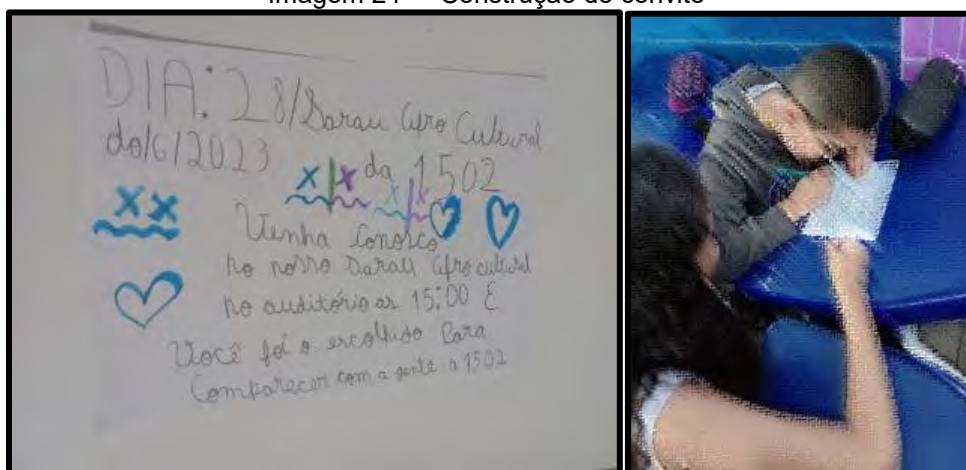 Imagem 24 – Construção do convite
DIA: 28/ Sarau Afro Cultural
do/6/2023 da 1502
Venha Conosco
no nosso Sarau Afro cultural
no auditório as 15:00 E
Você foi o escolhido Para
Comparecer com a gente a 1502